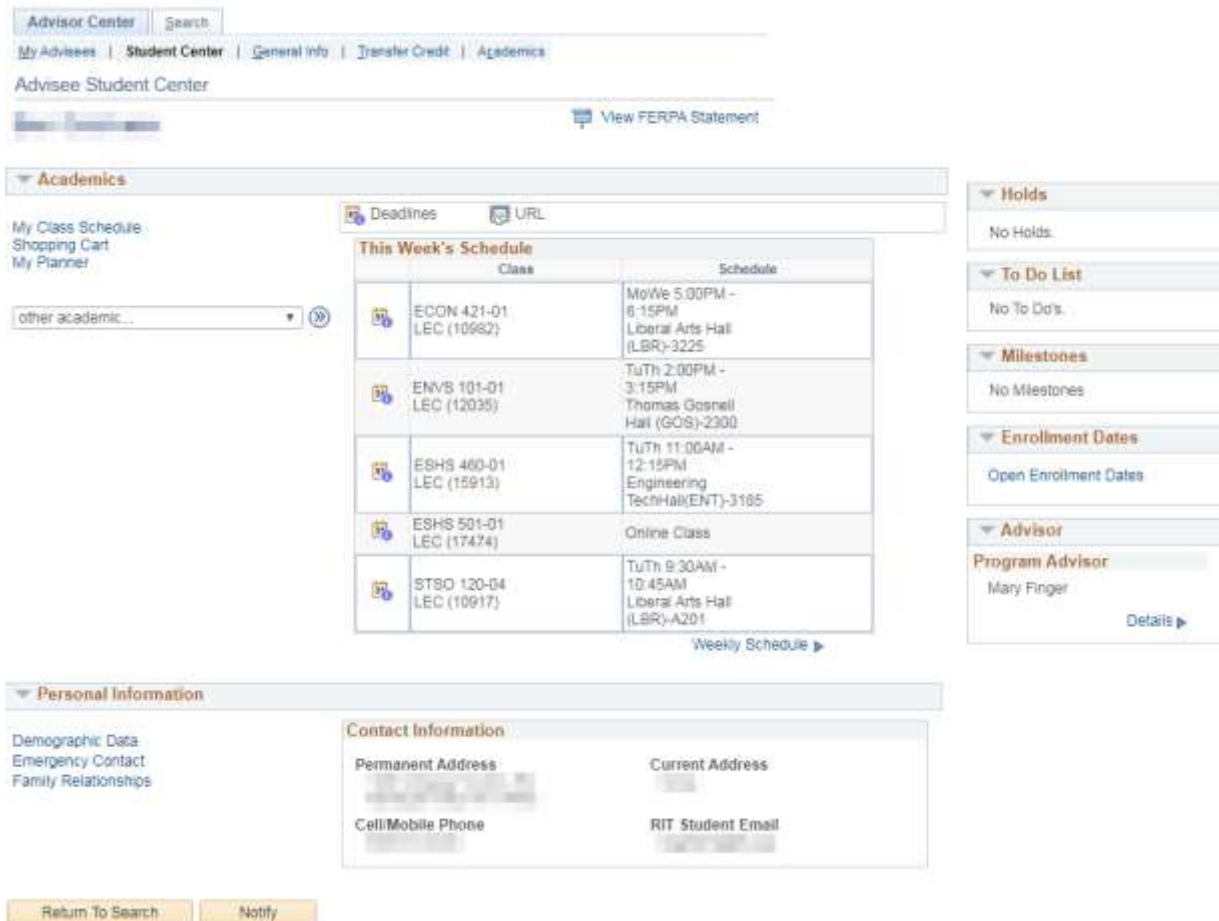 Advisor Center
Search
My Advisees | Student Center | General Info | Transfer Credit | Academics
Advisee Student Center
View FERPA Statement
Academics
My Class Schedule
Shopping Cart
My Planner
other academic...
Deadlines
URL
This Week's Schedule
Class
Schedule
ECON 421-01
LEC (10982)
MoWe 5:00PM -
6:15PM
Liberal Arts Hall
(LBR)-3225
ENVS 101-01
LEC (12035)
TuTh 2:00PM -
3:15PM
Thomas Gosnell
Hall (GOS)-2300
ESHS 460-01
LEC (15913)
TuTh 11:00AM -
12:15PM
Engineering
TechHall(ENT)-3165
ESHS 501-01
LEC (17474)
Online Class
STSO 120-04
LEC (10917)
TuTh 9:30AM -
10:45AM
Liberal Arts Hall
(LBR)-A201
Weekly Schedule
Holds
No Holds.
To Do List
No To Do's.
Milestones
No Milestones
Enrollment Dates
Open Enrollment Dates
Advisor
Program Advisor
Mary Finger
Details
Personal Information
Demographic Data
Emergency Contact
Family Relationships
Contact Information
Permanent Address
Current Address
Cell/Mobile Phone
RIT Student Email
Return To Search
Notify